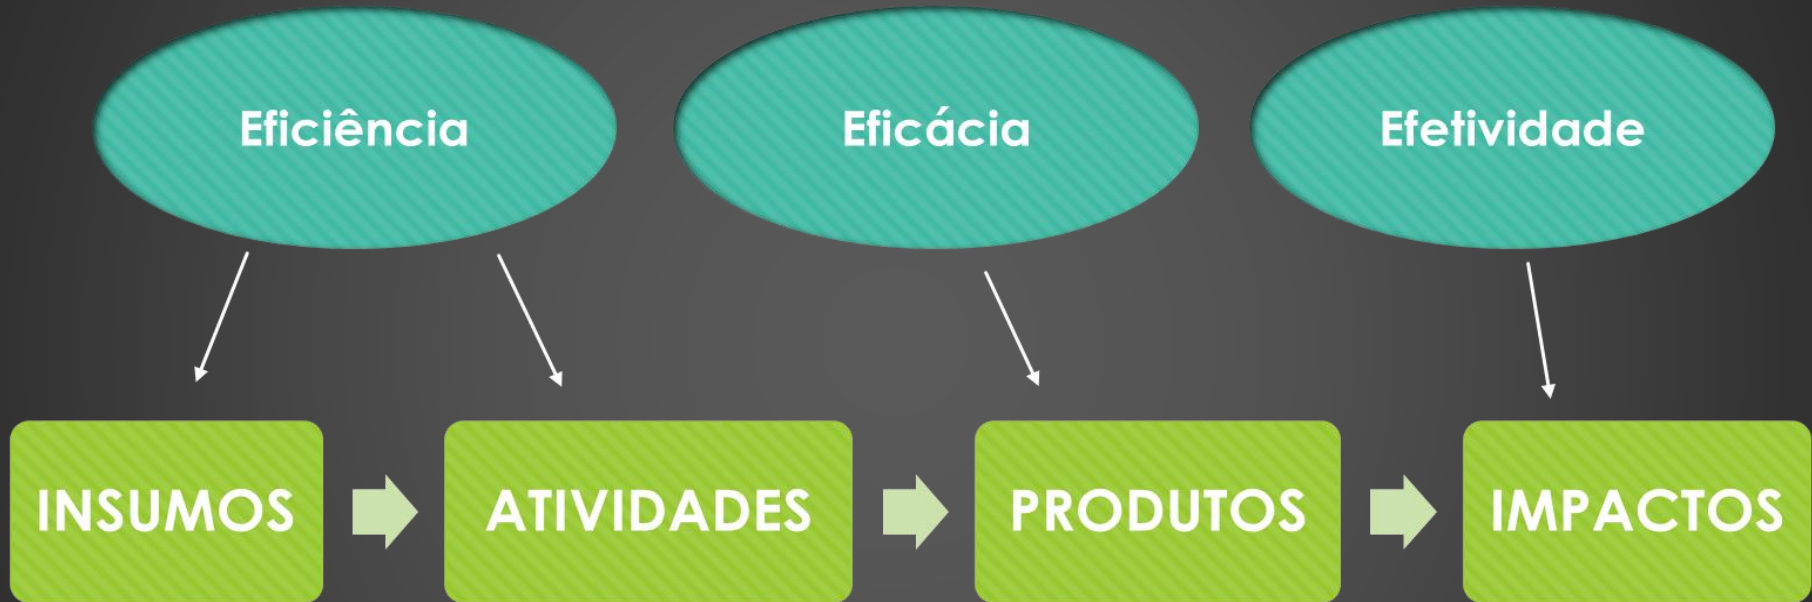 Eficiência
Eficácia
Efetividade
INSUMOS
ATIVIDADES
PRODUTOS
IMPACTOS